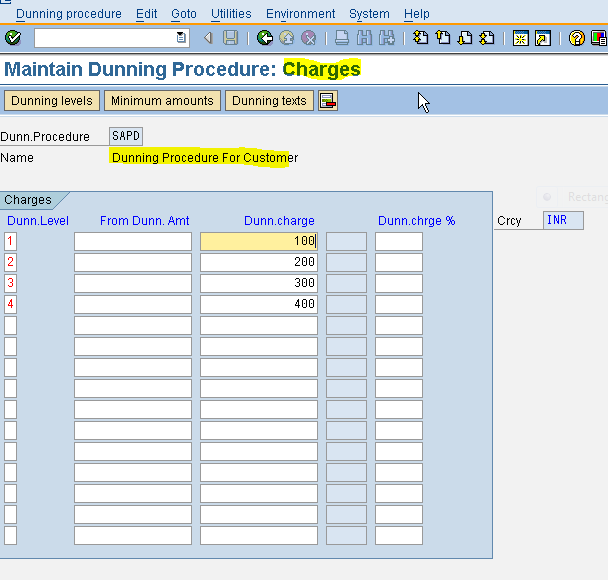 Dunning procedure Edit Goto Utilities Environment System Help
Maintain Dunning Procedure: Charges
Dunning levels Minimum amounts Dunning texts
Dunn.Procedure SAPD
Name Dunning Procedure For Customer
Rectang
Charges
Dunn.Level From Dunn. Amt Dunn.charge Dunn.chrge % Crcy INR
1 100
2 200
3 300
4 400